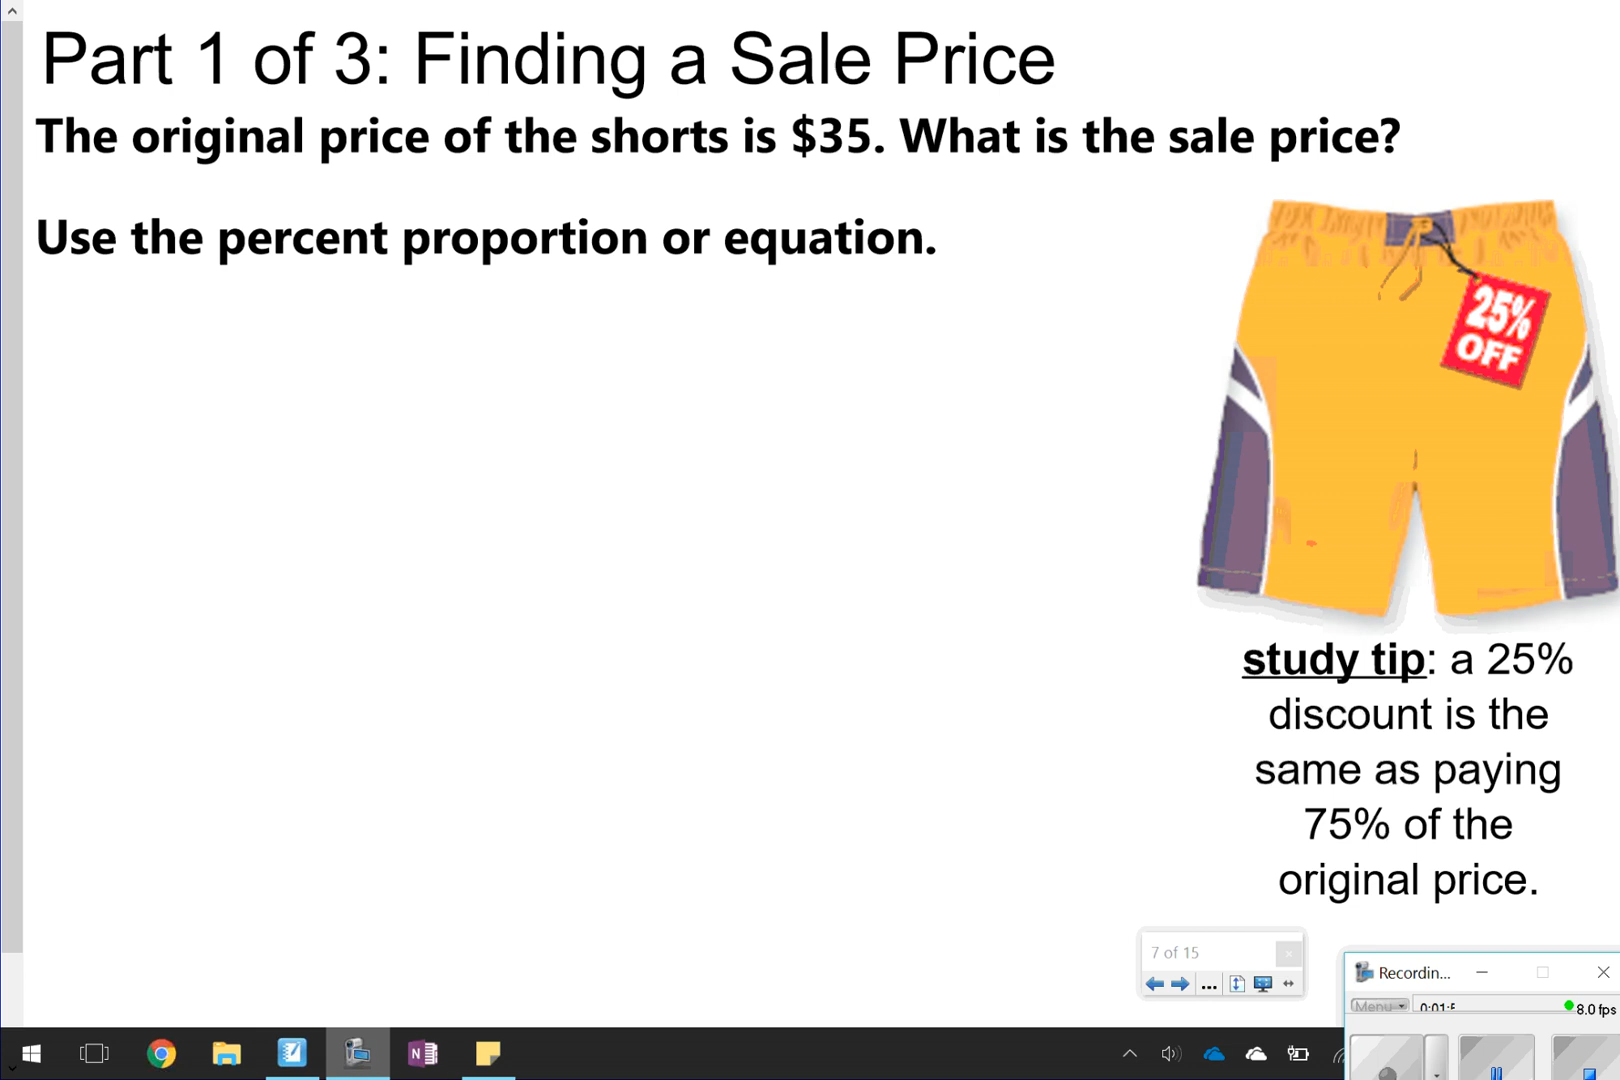 Part 1 of 3: Finding a Sale Price
The original price of the shorts is $35. What is the sale price?
Use the percent proportion or equation.
25%
OFF
study tip: a 25%
discount is the
same as paying
75% of the
original price.
7 of 15
Recordin...
Menu
8.0 fps